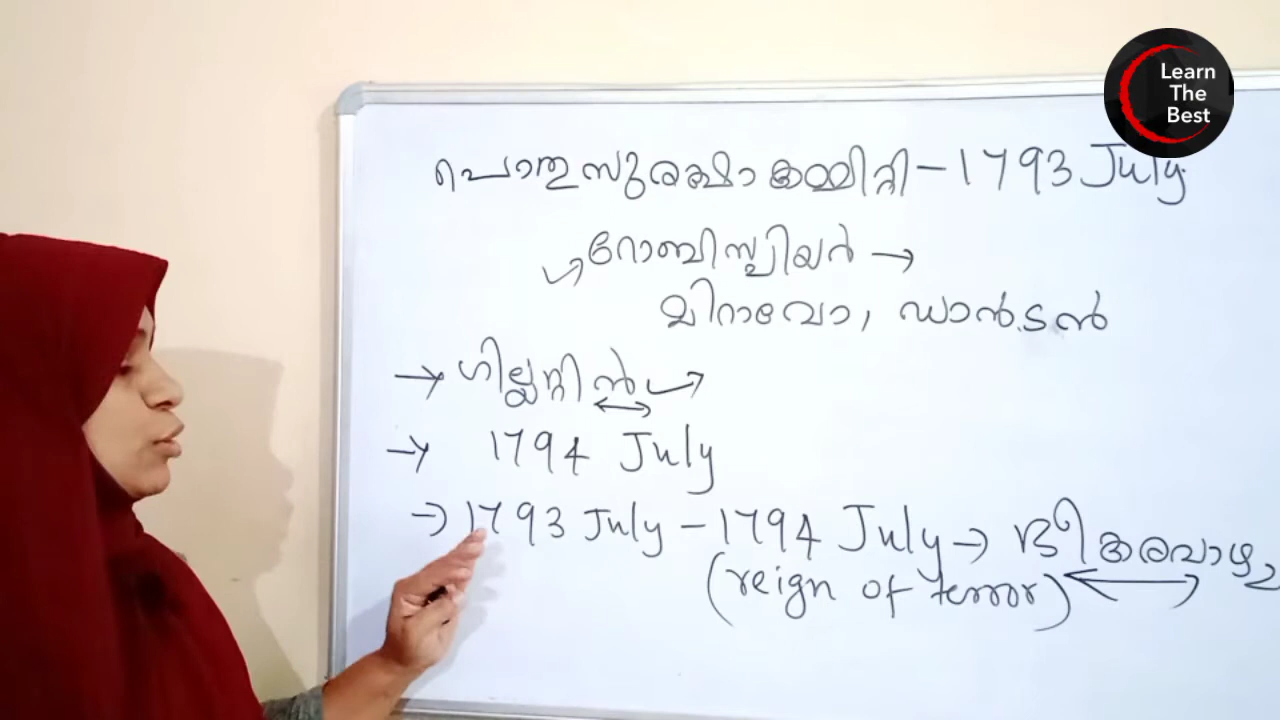 Learn
The
Best
പൊതുസുരക്ഷാ കമ്മിറ്റി - 1793 July
റോബിസ്പിയർ →
മിറാബോ, ഡാൻടൻ
→ ഗില്ലറ്റിൻ
→ 1794 July
→ 1793 July - 1794 July → ഭീകരവാഴ്ച
(reign of terror)